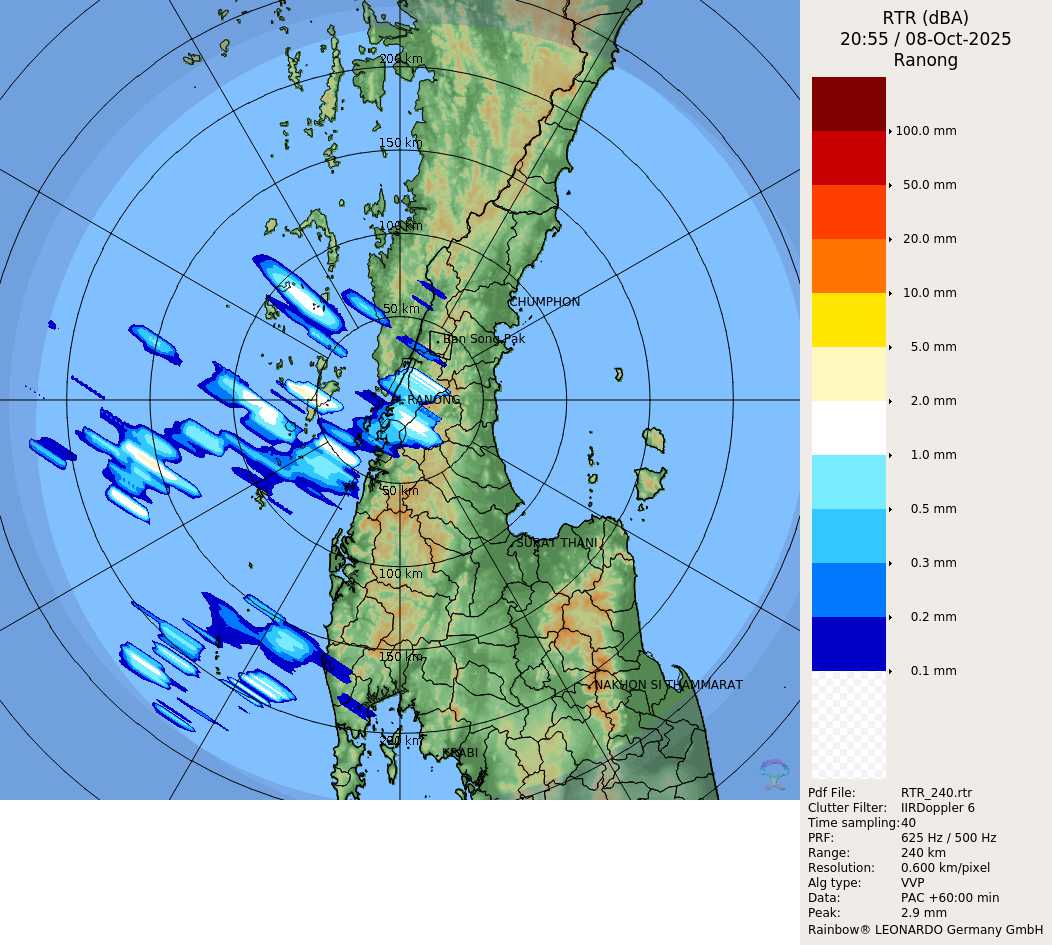 200 km
150 km
100 km
50 km
CHUMPHON
Ban Song Pak
RANONG
50 km
SURAT THANI
100 km
150 km
NAKHON SI THAMMARAT
200 km
KRABI
RTR (dBA)
20:55 / 08-Oct-2025
Ranong
100.0 mm
50.0 mm
20.0 mm
10.0 mm
5.0 mm
2.0 mm
1.0 mm
0.5 mm
0.3 mm
0.2 mm
0.1 mm
Pdf File: RTR_240.rtr
Clutter Filter: IIRDoppler 6
Time sampling:40
PRF: 625 Hz / 500 Hz
Range: 240 km
Resolution: 0.600 km/pixel
Alg type: VVP
Data: PAC +60:00 min
Peak: 2.9 mm
Rainbow® LEONARDO Germany GmbH